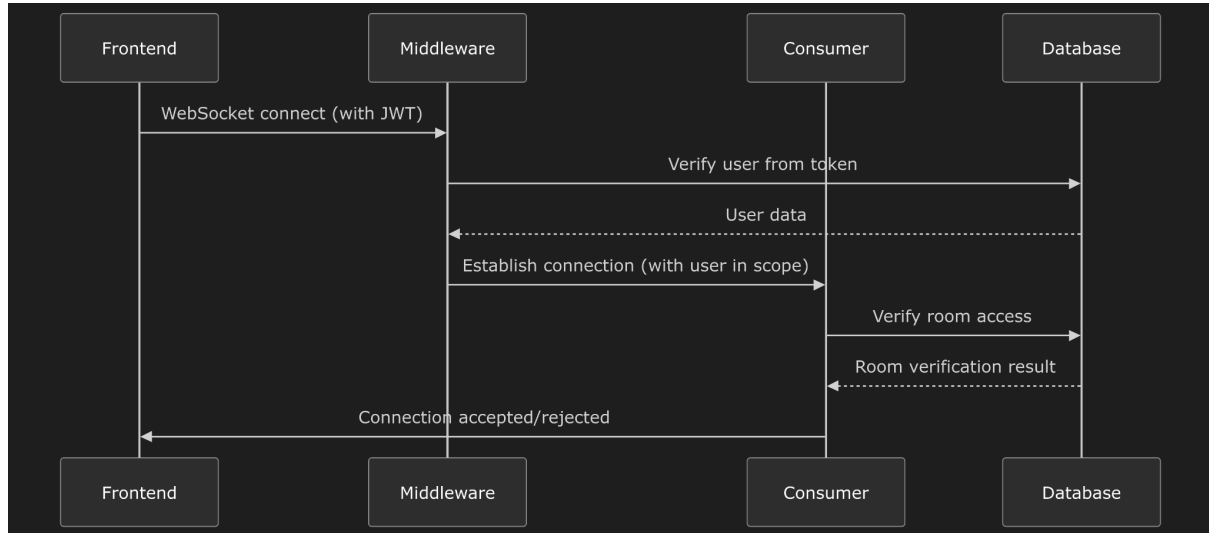 Frontend Middleware Consumer Database
WebSocket connect (with JWT)
Verify user from token
User data
Establish connection (with user in scope)
Verify room access
Room verification result
Connection accepted/rejected
Frontend Middleware Consumer Database